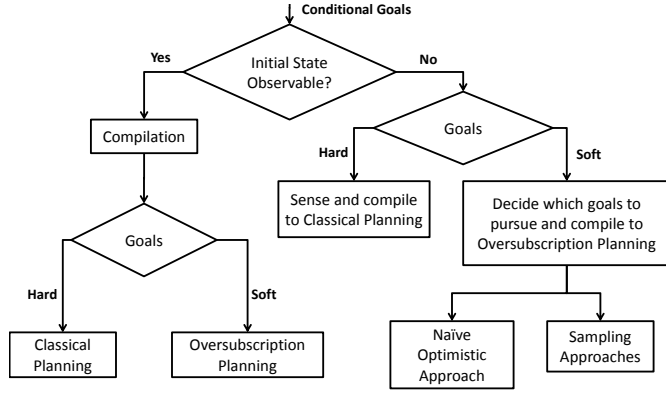 Conditional Goals
Initial State
Observable?
Yes
No
Compilation
Goals
Hard
Soft
Sense and compile
to Classical Planning
Decide which goals to
pursue and compile to
Oversubscription Planning
Goals
Hard
Soft
Classical
Planning
Oversubscription
Planning
Naïve
Optimistic
Approach
Sampling
Approaches